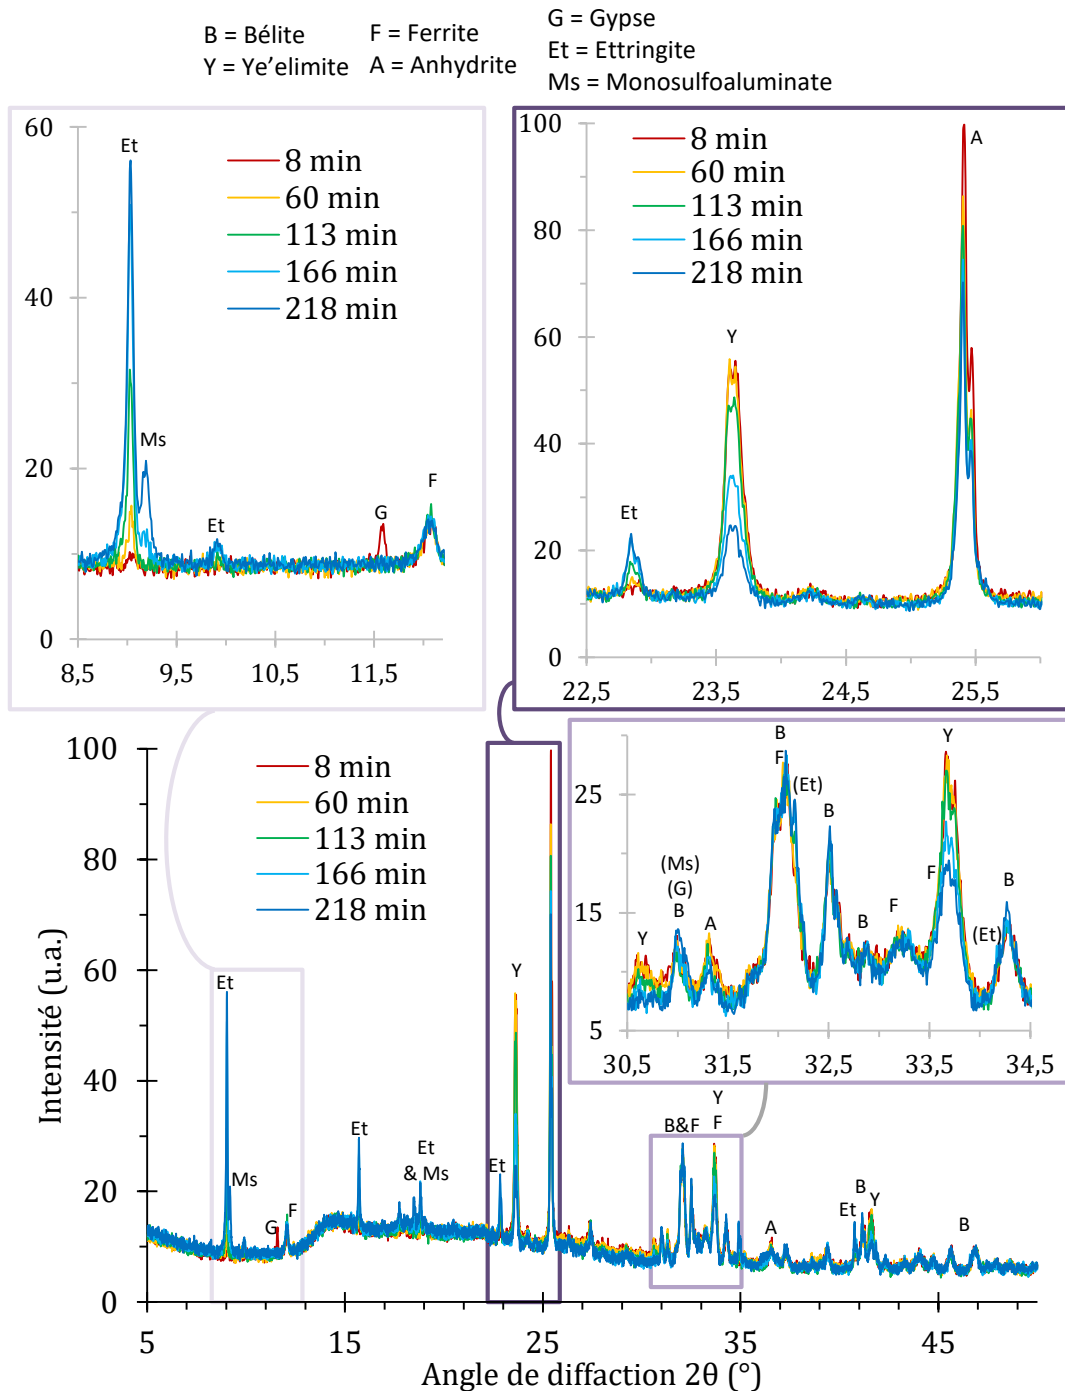 B = Bélite
F = Ferrite
G = Gypse
Y = Ye’elimite
A = Anhydrite
Et = Ettringite
Ms = Monosulfoaluminate
60
40
20
0
8,5
9,5
10,5
11,5
8 min
60 min
113 min
166 min
218 min
Et
Ms
Et
G
F
100
80
60
40
20
0
22,5
23,5
24,5
25,5
8 min
60 min
113 min
166 min
218 min
Et
Y
A
100
80
60
40
20
0
Intensité (u.a.)
8 min
60 min
113 min
166 min
218 min
Et
Ms
G
F
Et
Et
& Ms
Et
Y
B&F
Y
F
A
Et
B
Y
B
5
15
25
35
45
Angle de diffaction 2θ (°)
25
15
5
30,5
31,5
32,5
33,5
34,5
Y
(Ms)
(G)
B
A
B
F
(Et)
B
B
F
F
Y
(Et)
B